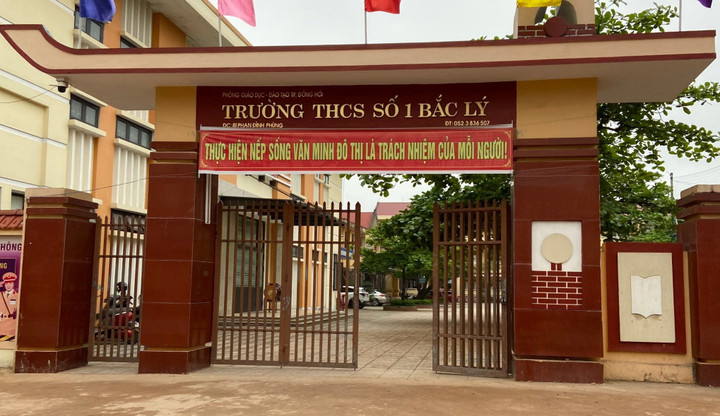 PHÒNG GIÁO DỤC - ĐÀO TẠO TP. ĐỒNG HỚI
TRƯỜNG THCS SỐ 1 BẮC LÝ
ĐC: 81 PHAN ĐÌNH PHÙNG ĐT: 052.3 836 507
THỰC HIỆN NẾP SỐNG VĂN MINH ĐÔ THỊ LÀ TRÁCH NHIỆM CỦA MỖI NGƯỜI!